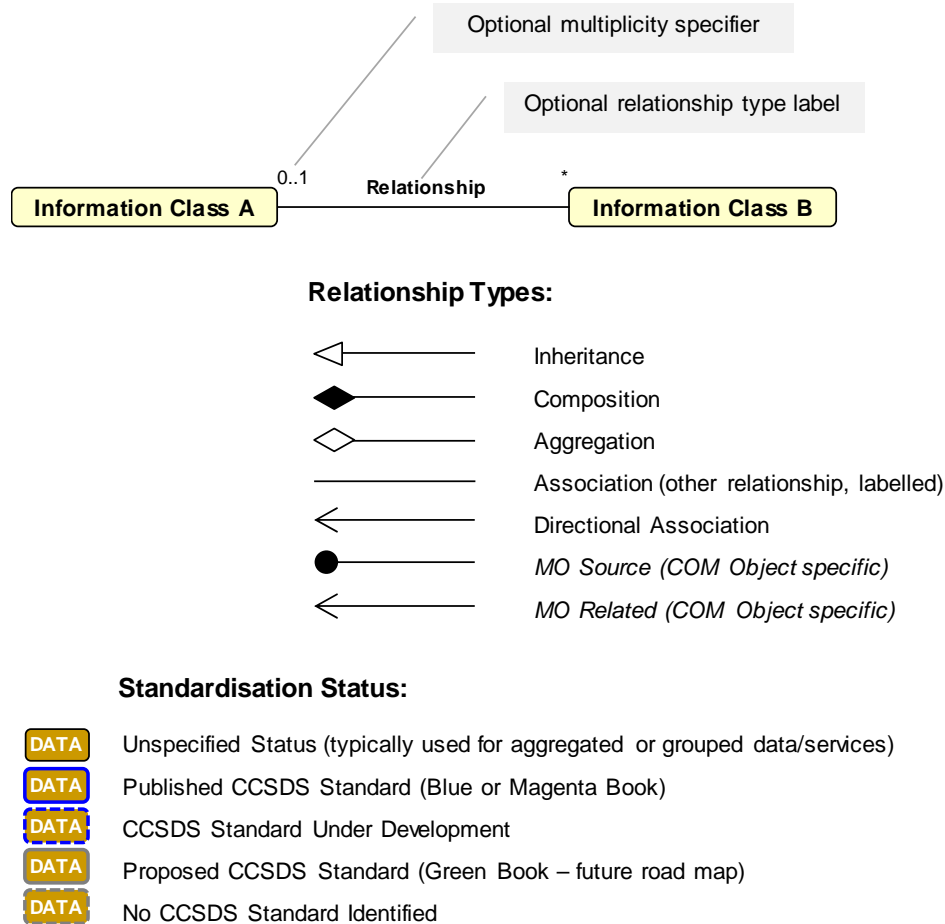 Optional multiplicity specifier
Optional relationship type label
0..1
Relationship
*
Information Class A
Information Class B
Relationship Types:
Inheritance
Composition
Aggregation
Association (other relationship, labelled)
Directional Association
MO Source (COM Object specific)
MO Related (COM Object specific)
Standardisation Status:
DATA Unspecified Status (typically used for aggregated or grouped data/services)
DATA Published CCSDS Standard (Blue or Magenta Book)
DATA CCSDS Standard Under Development
DATA Proposed CCSDS Standard (Green Book – future road map)
DATA No CCSDS Standard Identified